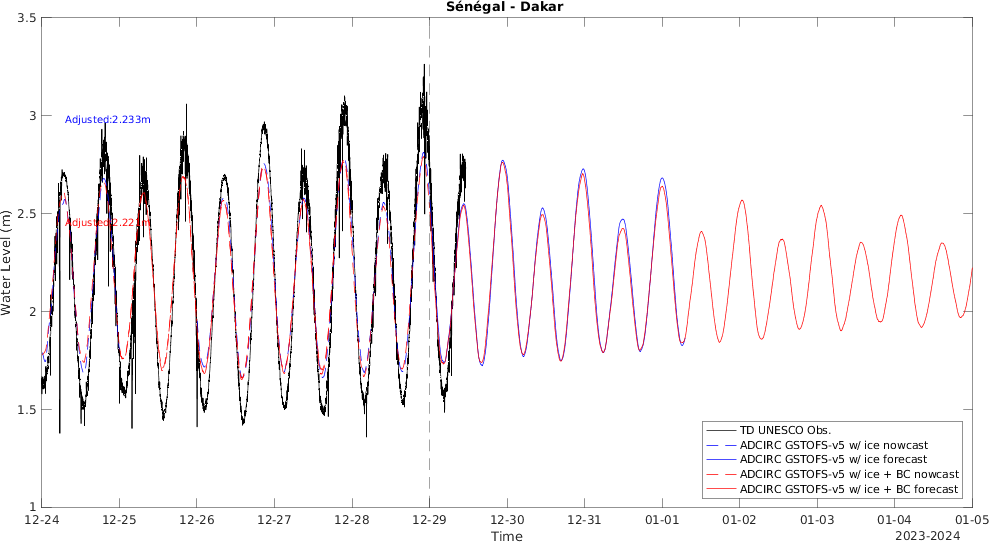 Sénégal - Dakar
3.5
3
2.5
2
1.5
1
Water Level (m)
Adjusted:2.233m
Adjusted:2.221m
TD UNESCO Obs.
ADCIRC GSTOFS-v5 w/ ice nowcast
ADCIRC GSTOFS-v5 w/ ice forecast
ADCIRC GSTOFS-v5 w/ ice + BC nowcast
ADCIRC GSTOFS-v5 w/ ice + BC forecast
12-24 12-25 12-26 12-27 12-28 12-29 12-30 12-31 01-01 01-02 01-03 01-04 01-05
Time
2023-2024